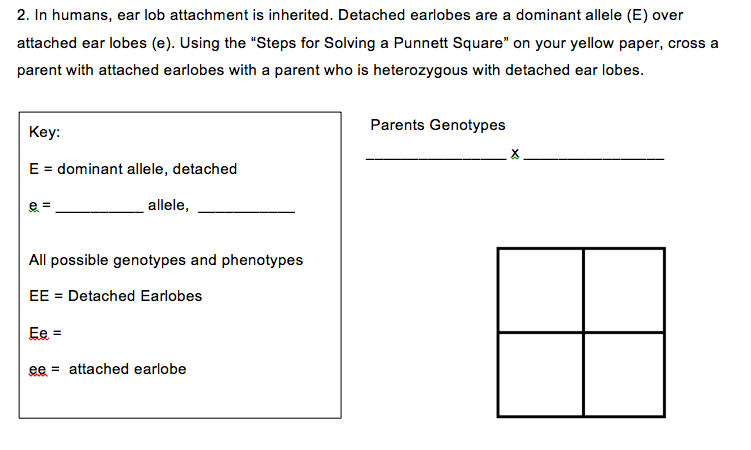 2. In humans, ear lob attachment is inherited. Detached earlobes are a dominant allele (E) over
attached ear lobes (e). Using the “Steps for Solving a Punnett Square” on your yellow paper, cross a
parent with attached earlobes with a parent who is heterozygous with detached ear lobes.
Key:
E = dominant allele, detached
e = __________ allele, ___________
All possible genotypes and phenotypes
EE = Detached Earlobes
Ee =
ee = attached earlobe
Parents Genotypes
________________ x ________________